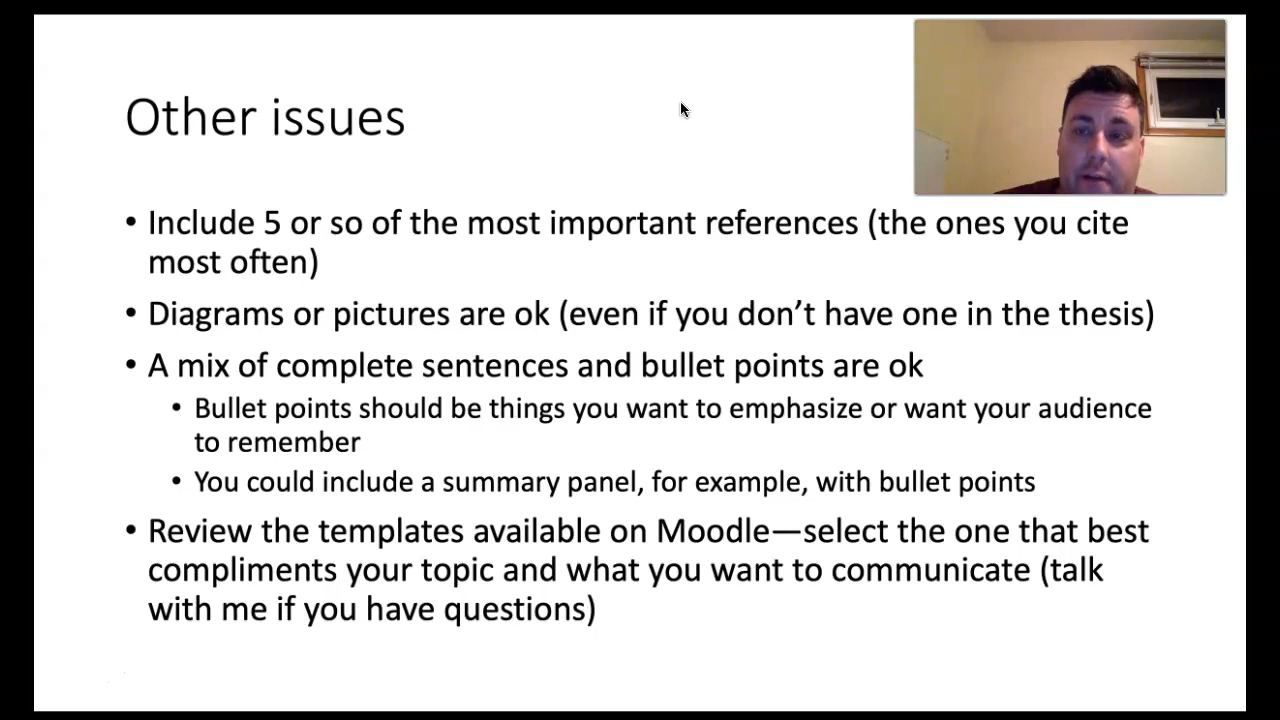 Other issues
• Include 5 or so of the most important references (the ones you cite
most often)
• Diagrams or pictures are ok (even if you don’t have one in the thesis)
• A mix of complete sentences and bullet points are ok
• Bullet points should be things you want to emphasize or want your audience
to remember
• You could include a summary panel, for example, with bullet points
• Review the templates available on Moodle—select the one that best
compliments your topic and what you want to communicate (talk
with me if you have questions)